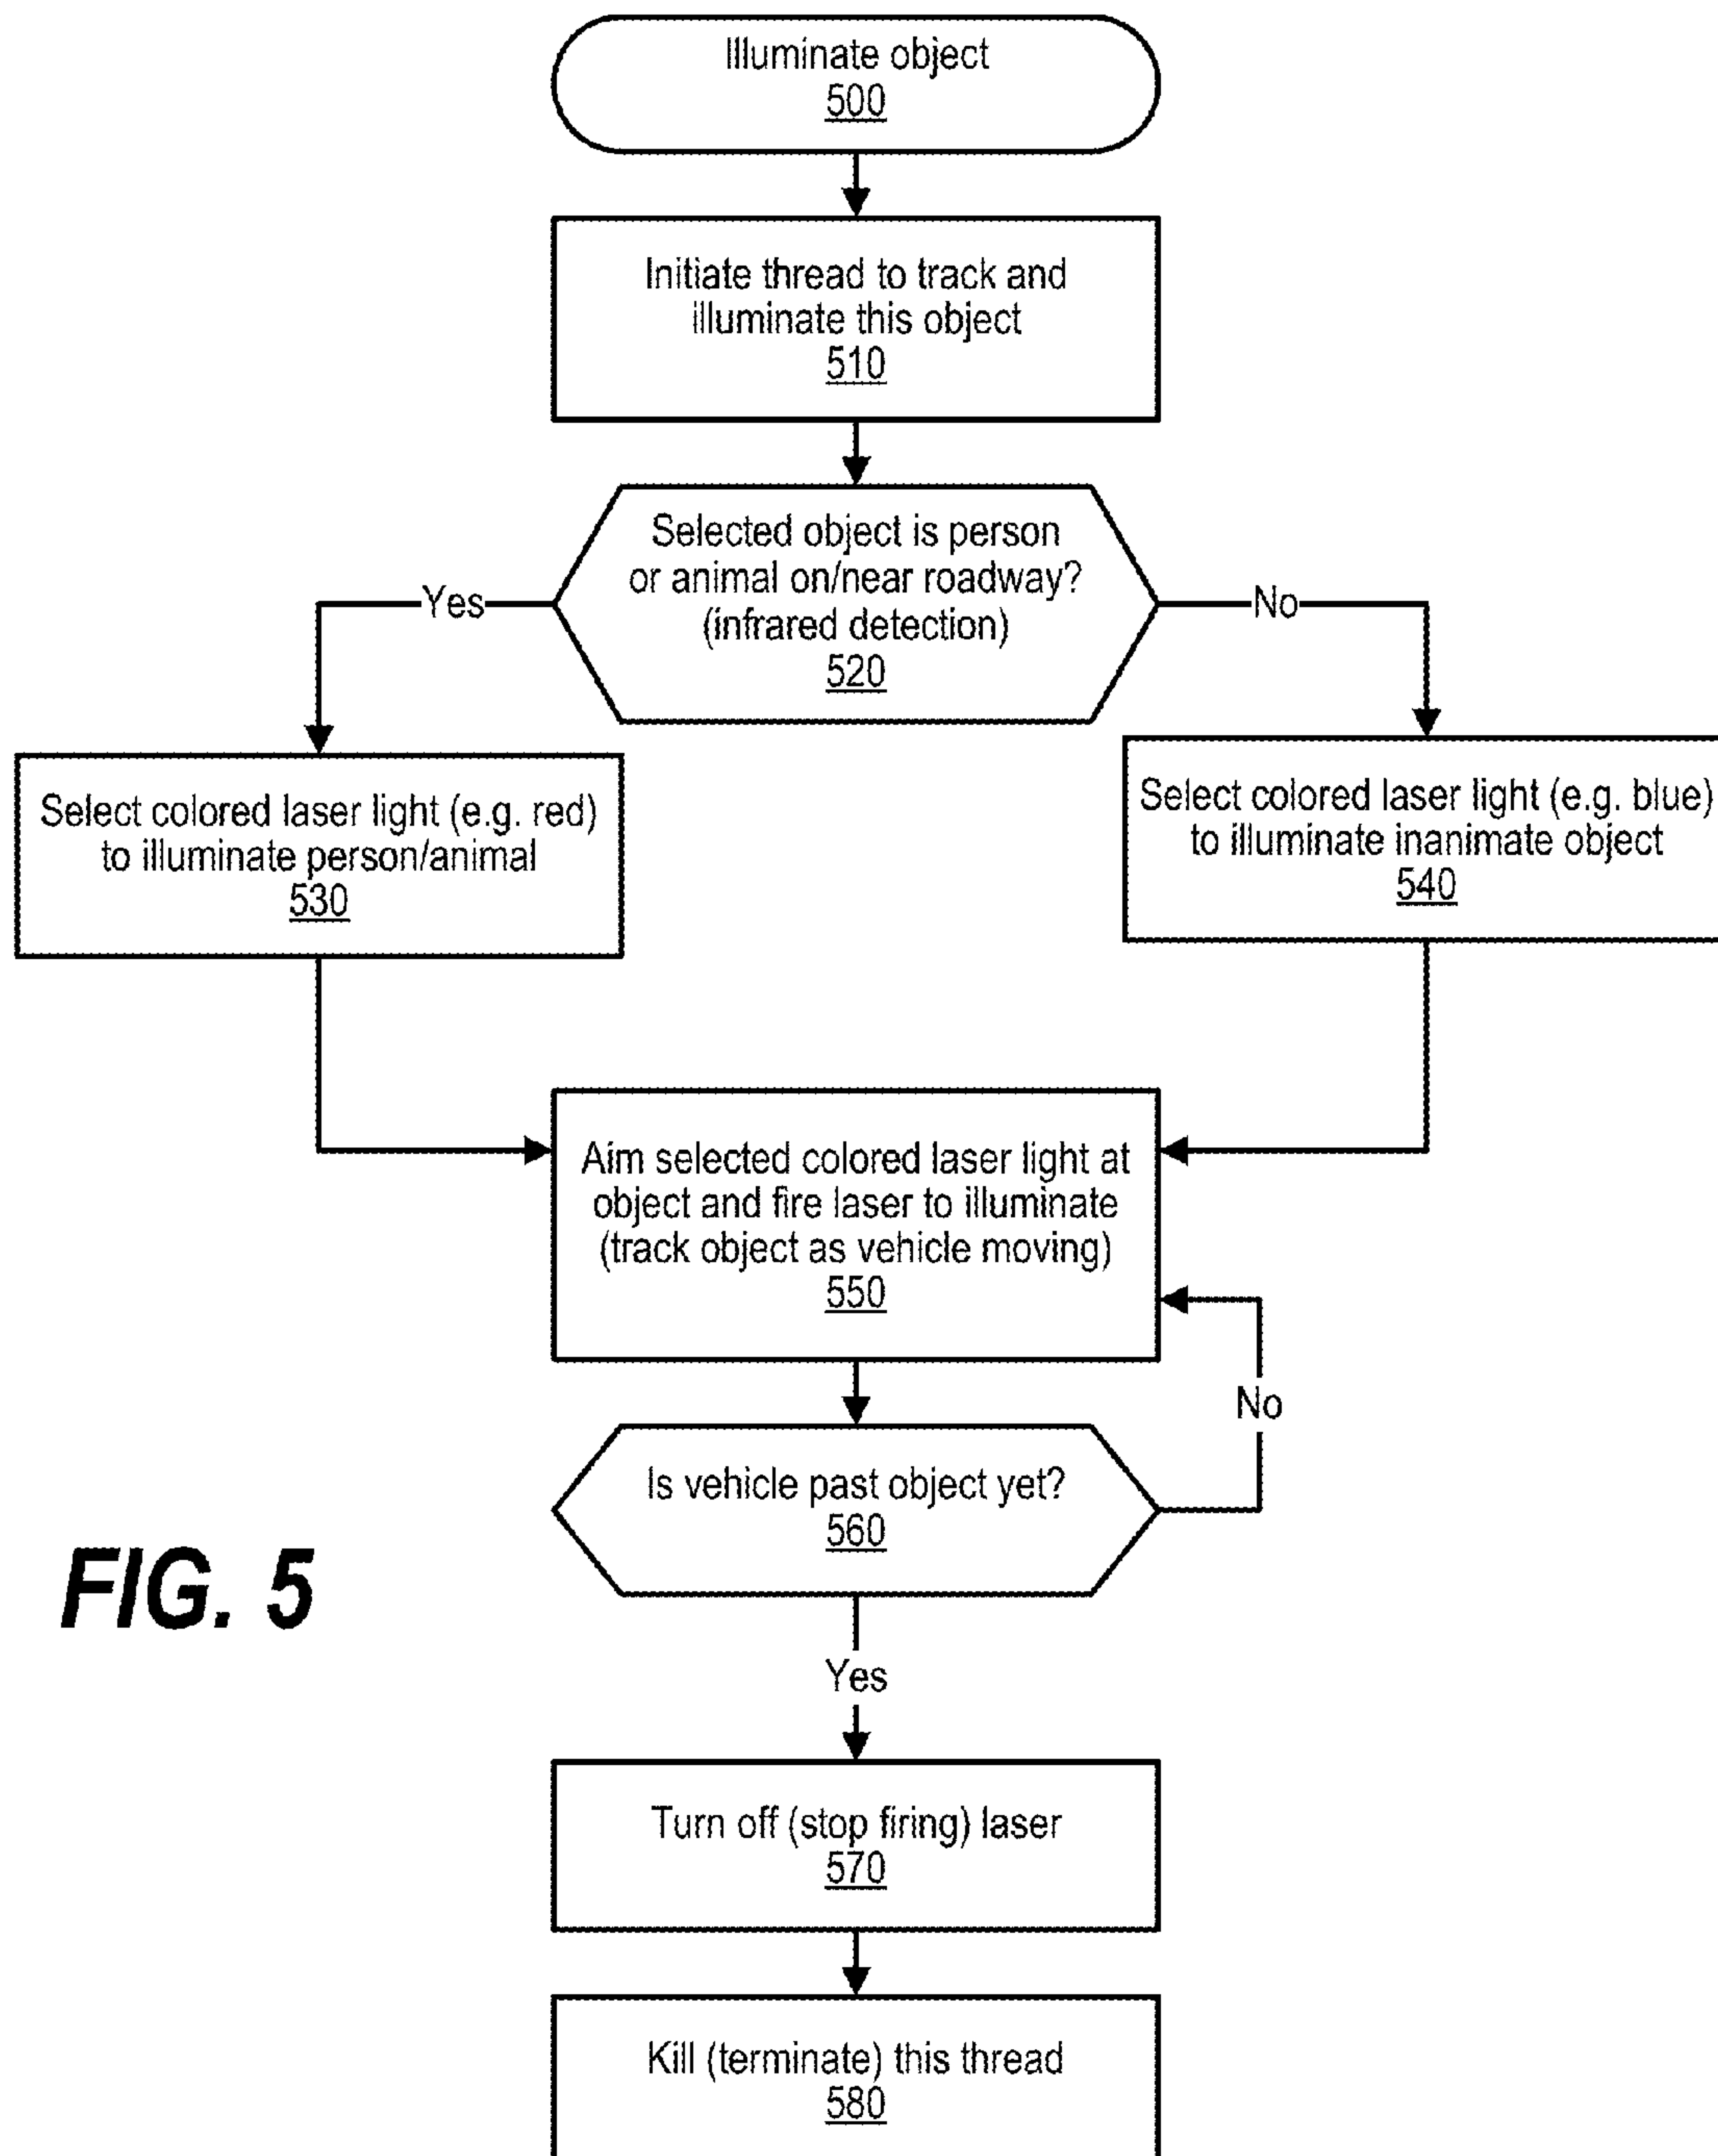 Illuminate object
500
Initiate thread to track and
illuminate this object
510
Selected object is person
or animal on/near roadway?
(infrared detection)
520
Yes
No
Select colored laser light (e.g. red)
to illuminate person/animal
530
Select colored laser light (e.g. blue)
to illuminate inanimate object
540
Aim selected colored laser light at
object and fire laser to illuminate
(track object as vehicle moving)
550
No
Is vehicle past object yet?
560
FIG. 5
Yes
Turn off (stop firing) laser
570
Kill (terminate) this thread
580